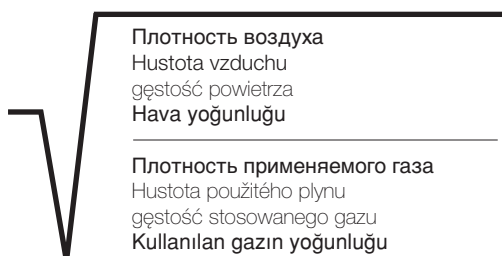 Плотность воздуха
Hustota vzduchu
gęstość powietrza
Hava yoğunluğu
Плотность применяемого газа
Hustota použitého plynu
gęstość stosowanego gazu
Kullanılan gazın yoğunluğu